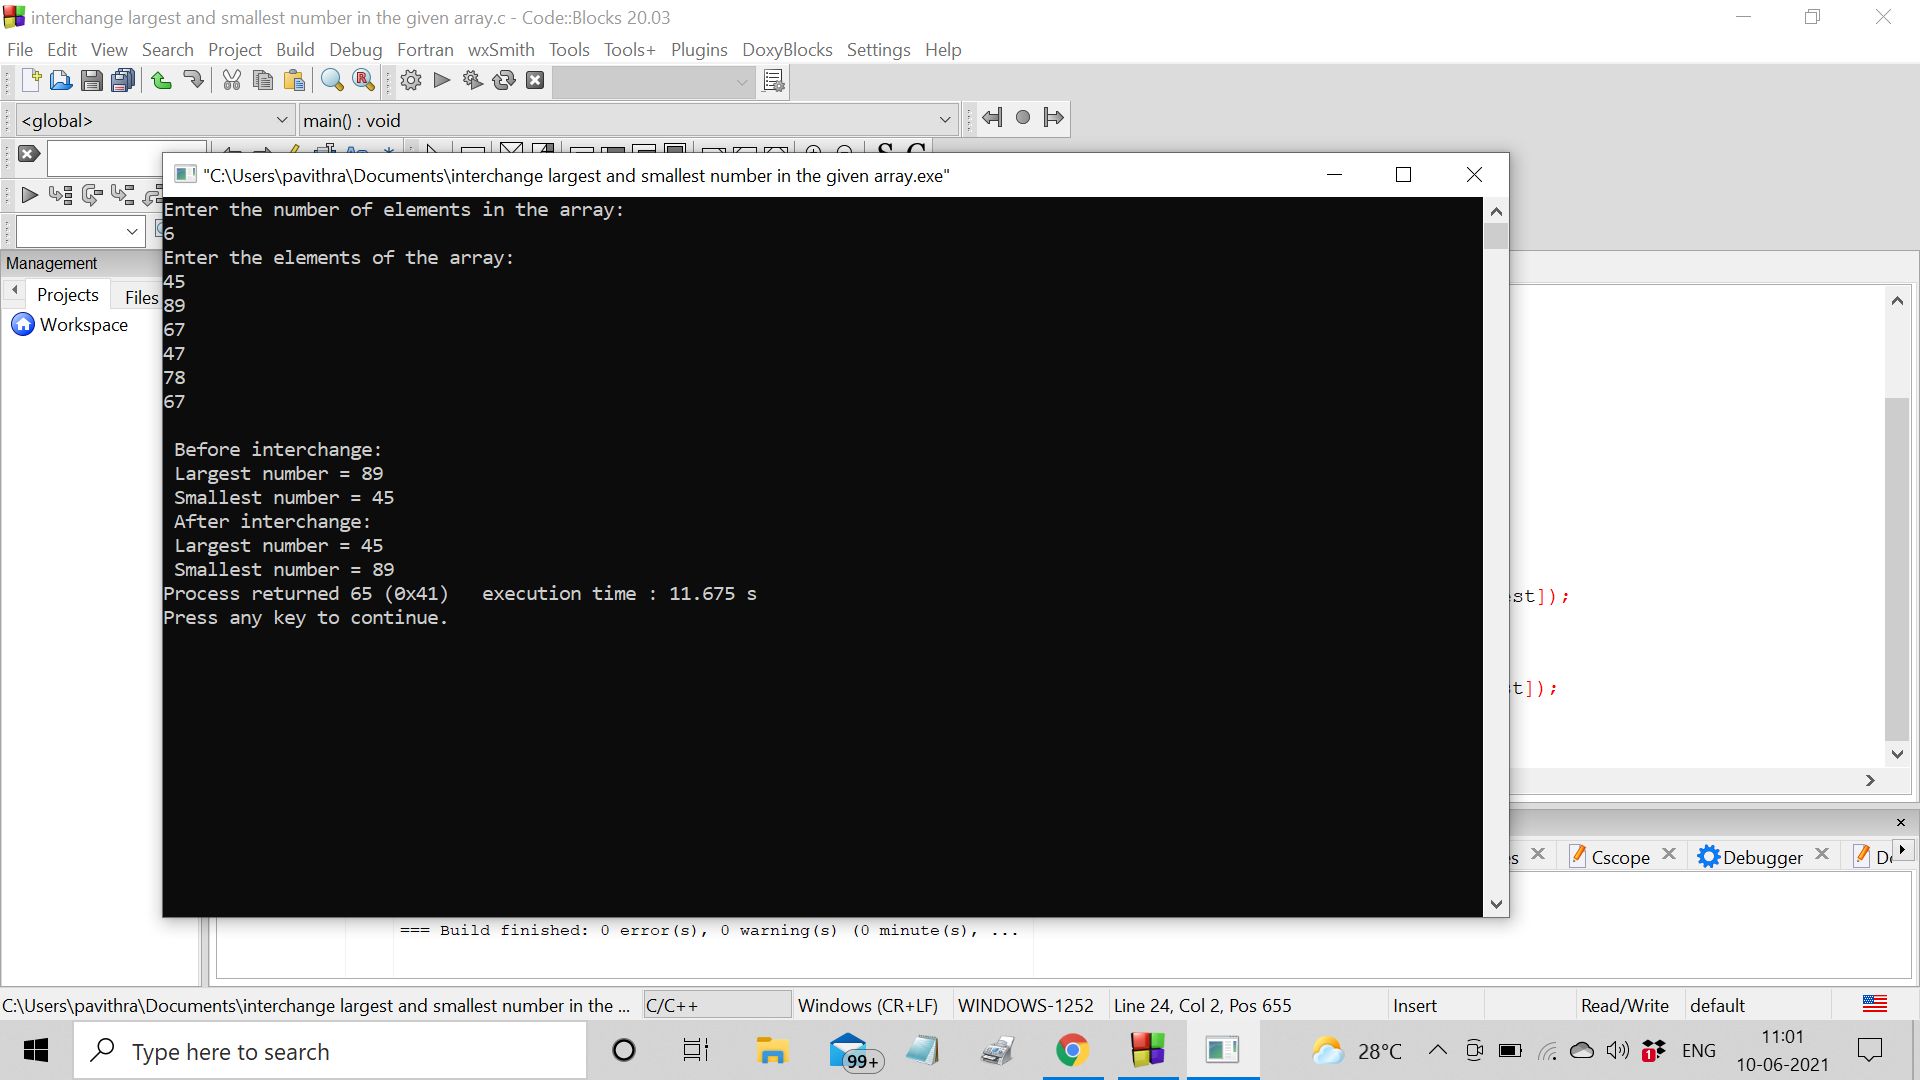 interchange largest and smallest number in the given array.c - Code::Blocks 20.03
File Edit View Search Project Build Debug Fortran wxSmith Tools Tools+ Plugins DoxyBlocks Settings Help
<global> main() : void
"C:\Users\pavithra\Documents\interchange largest and smallest number in the given array.exe"
Enter the number of elements in the array:
6
Enter the elements of the array:
45
89
67
47
78
67
Before interchange:
Largest number = 89
Smallest number = 45
After interchange:
Largest number = 45
Smallest number = 89
Process returned 65 (0x41)   execution time : 11.675 s
Press any key to continue.
Management
Projects Files
Workspace
st]);
t]);
Cscope Debugger
=== Build finished: 0 error(s), 0 warning(s) (0 minute(s), ...
C:\Users\pavithra\Documents\interchange largest and smallest number in the ... C/C++ Windows (CR+LF) WINDOWS-1252 Line 24, Col 2, Pos 655 Insert Read/Write default
Type here to search 99+ 28°C 1 ENG 11:01
10-06-2021